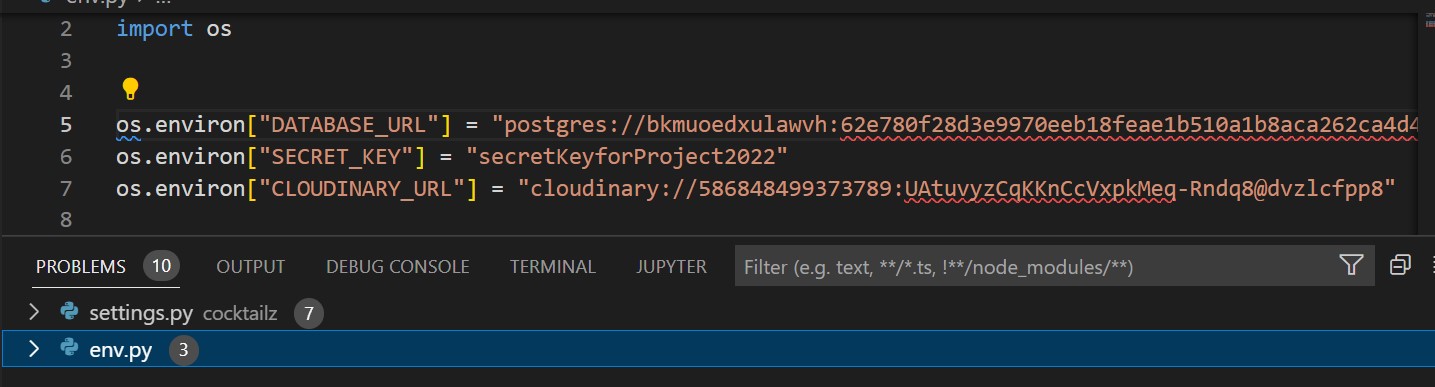 env.py > ...
2 import os
3
4
5 os.environ["DATABASE_URL"] = "postgres://bkmuoedxulawvh:62e780f28d3e9970eeb18feae1b510a1b8aca262ca4d4
6 os.environ["SECRET_KEY"] = "secretKeyforProject2022"
7 os.environ["CLOUDINARY_URL"] = "cloudinary://586848499373789:UAtuvyzCqKKnCcVxpkMeq-Rndq8@dvzlcfpp8"
8
PROBLEMS 10 OUTPUT DEBUG CONSOLE TERMINAL JUPYTER Filter (e.g. text, **/*.ts, !**/node_modules/**)
settings.py cocktailz 7
env.py 3